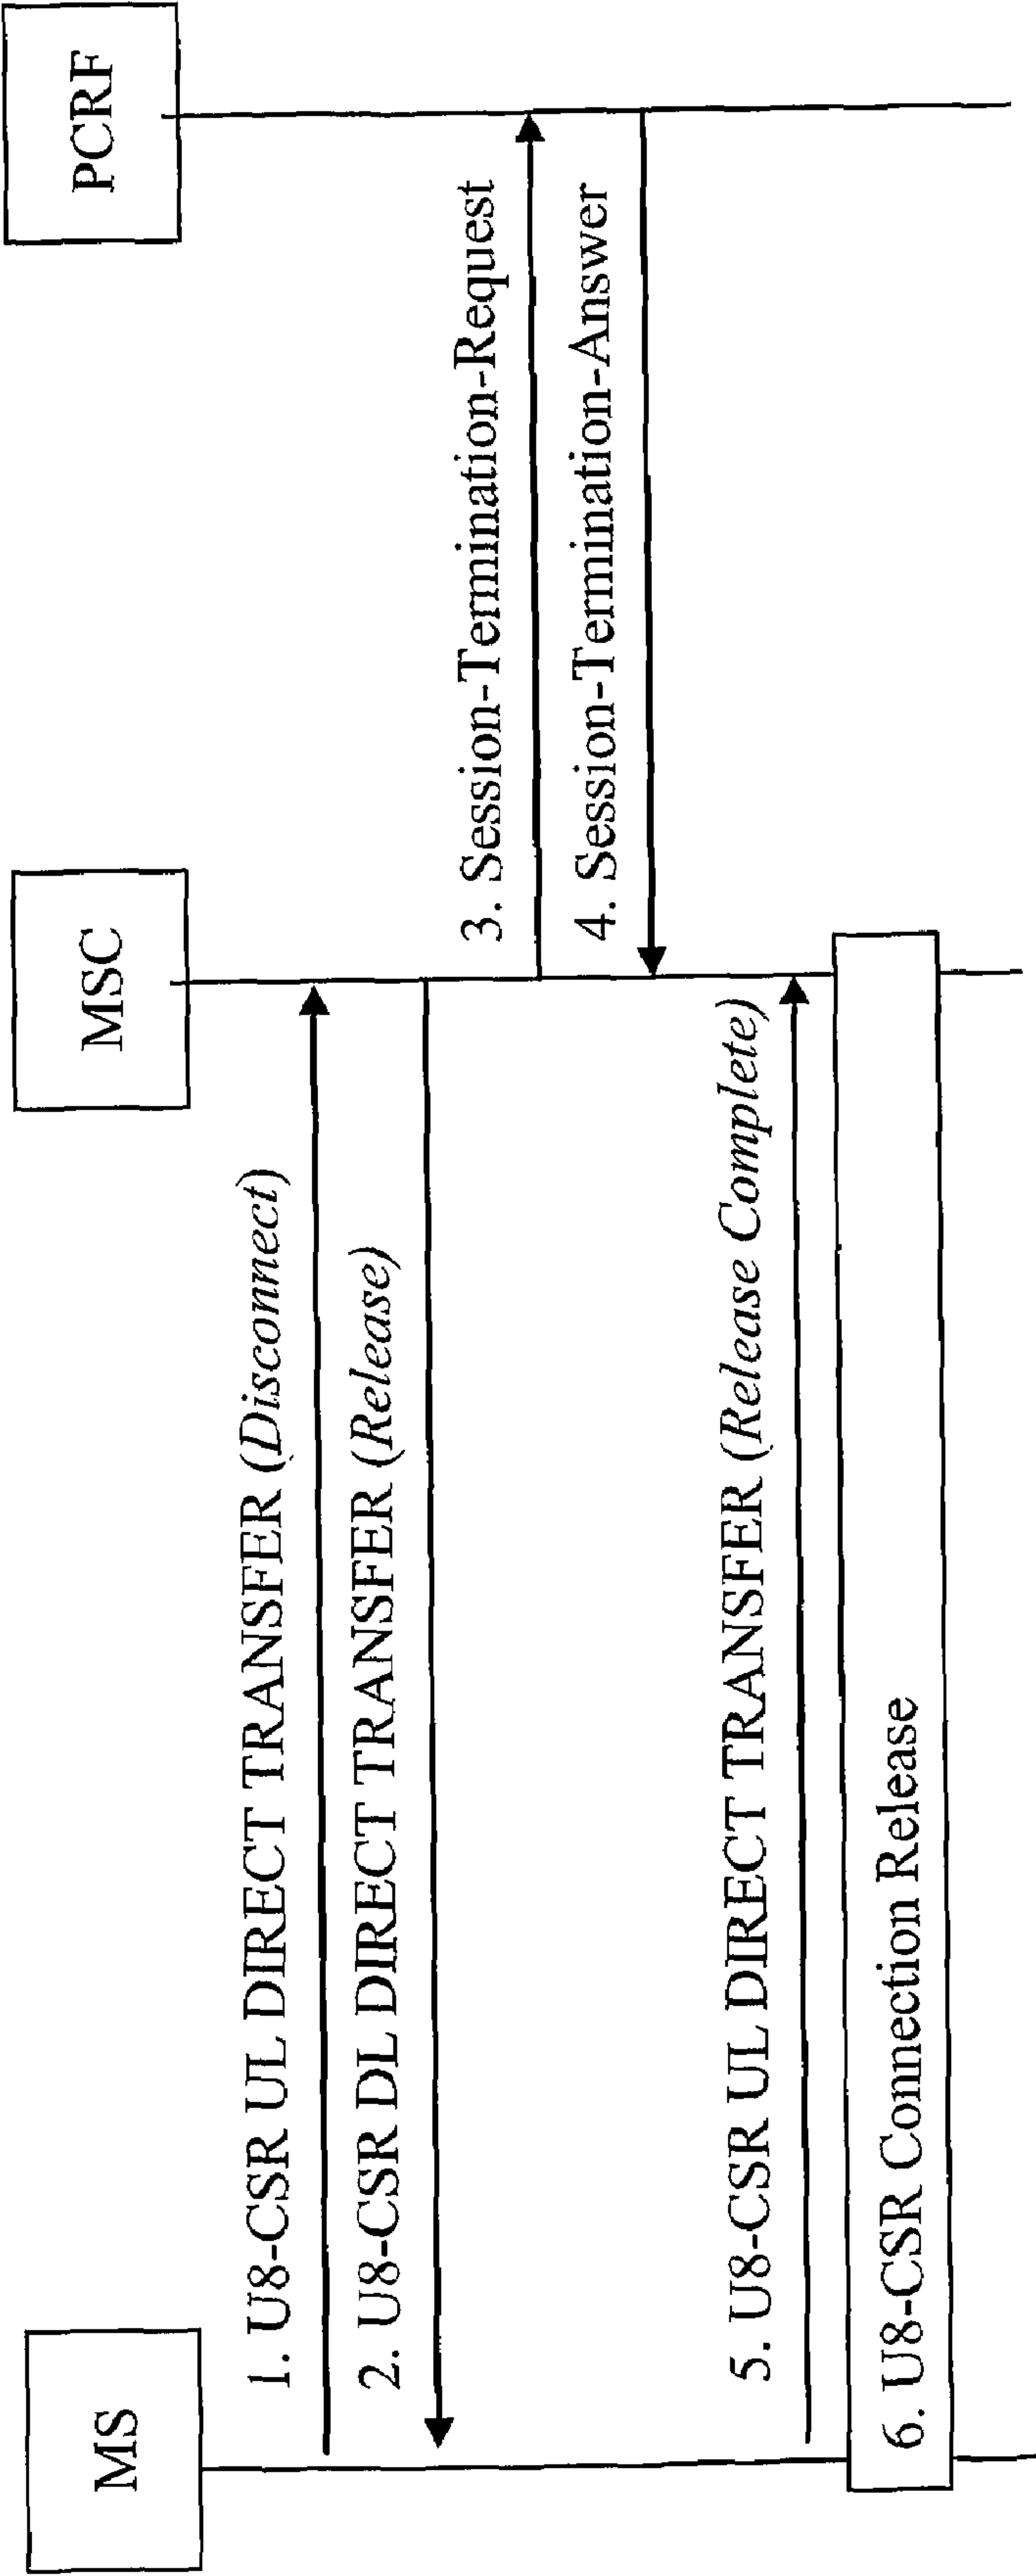 MS
MSC
PCRF
1. U8-CSR UL DIRECT TRANSFER (Disconnect)
2. U8-CSR DL DIRECT TRANSFER (Release)
3. Session-Termination-Request
4. Session-Termination-Answer
5. U8-CSR UL DIRECT TRANSFER (Release Complete)
6. U8-CSR Connection Release